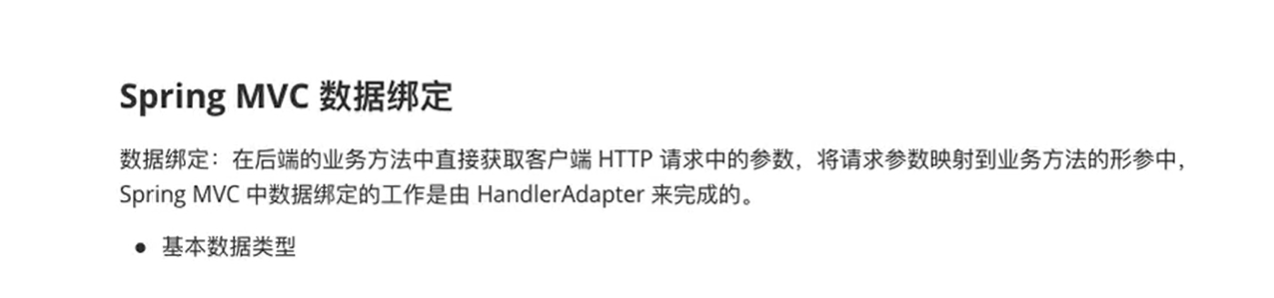 Spring MVC 数据绑定
数据绑定：在后端的业务方法中直接获取客户端 HTTP 请求中的参数，将请求参数映射到业务方法的形参中，
Spring MVC 中数据绑定的工作是由 HandlerAdapter 来完成的。
● 基本数据类型